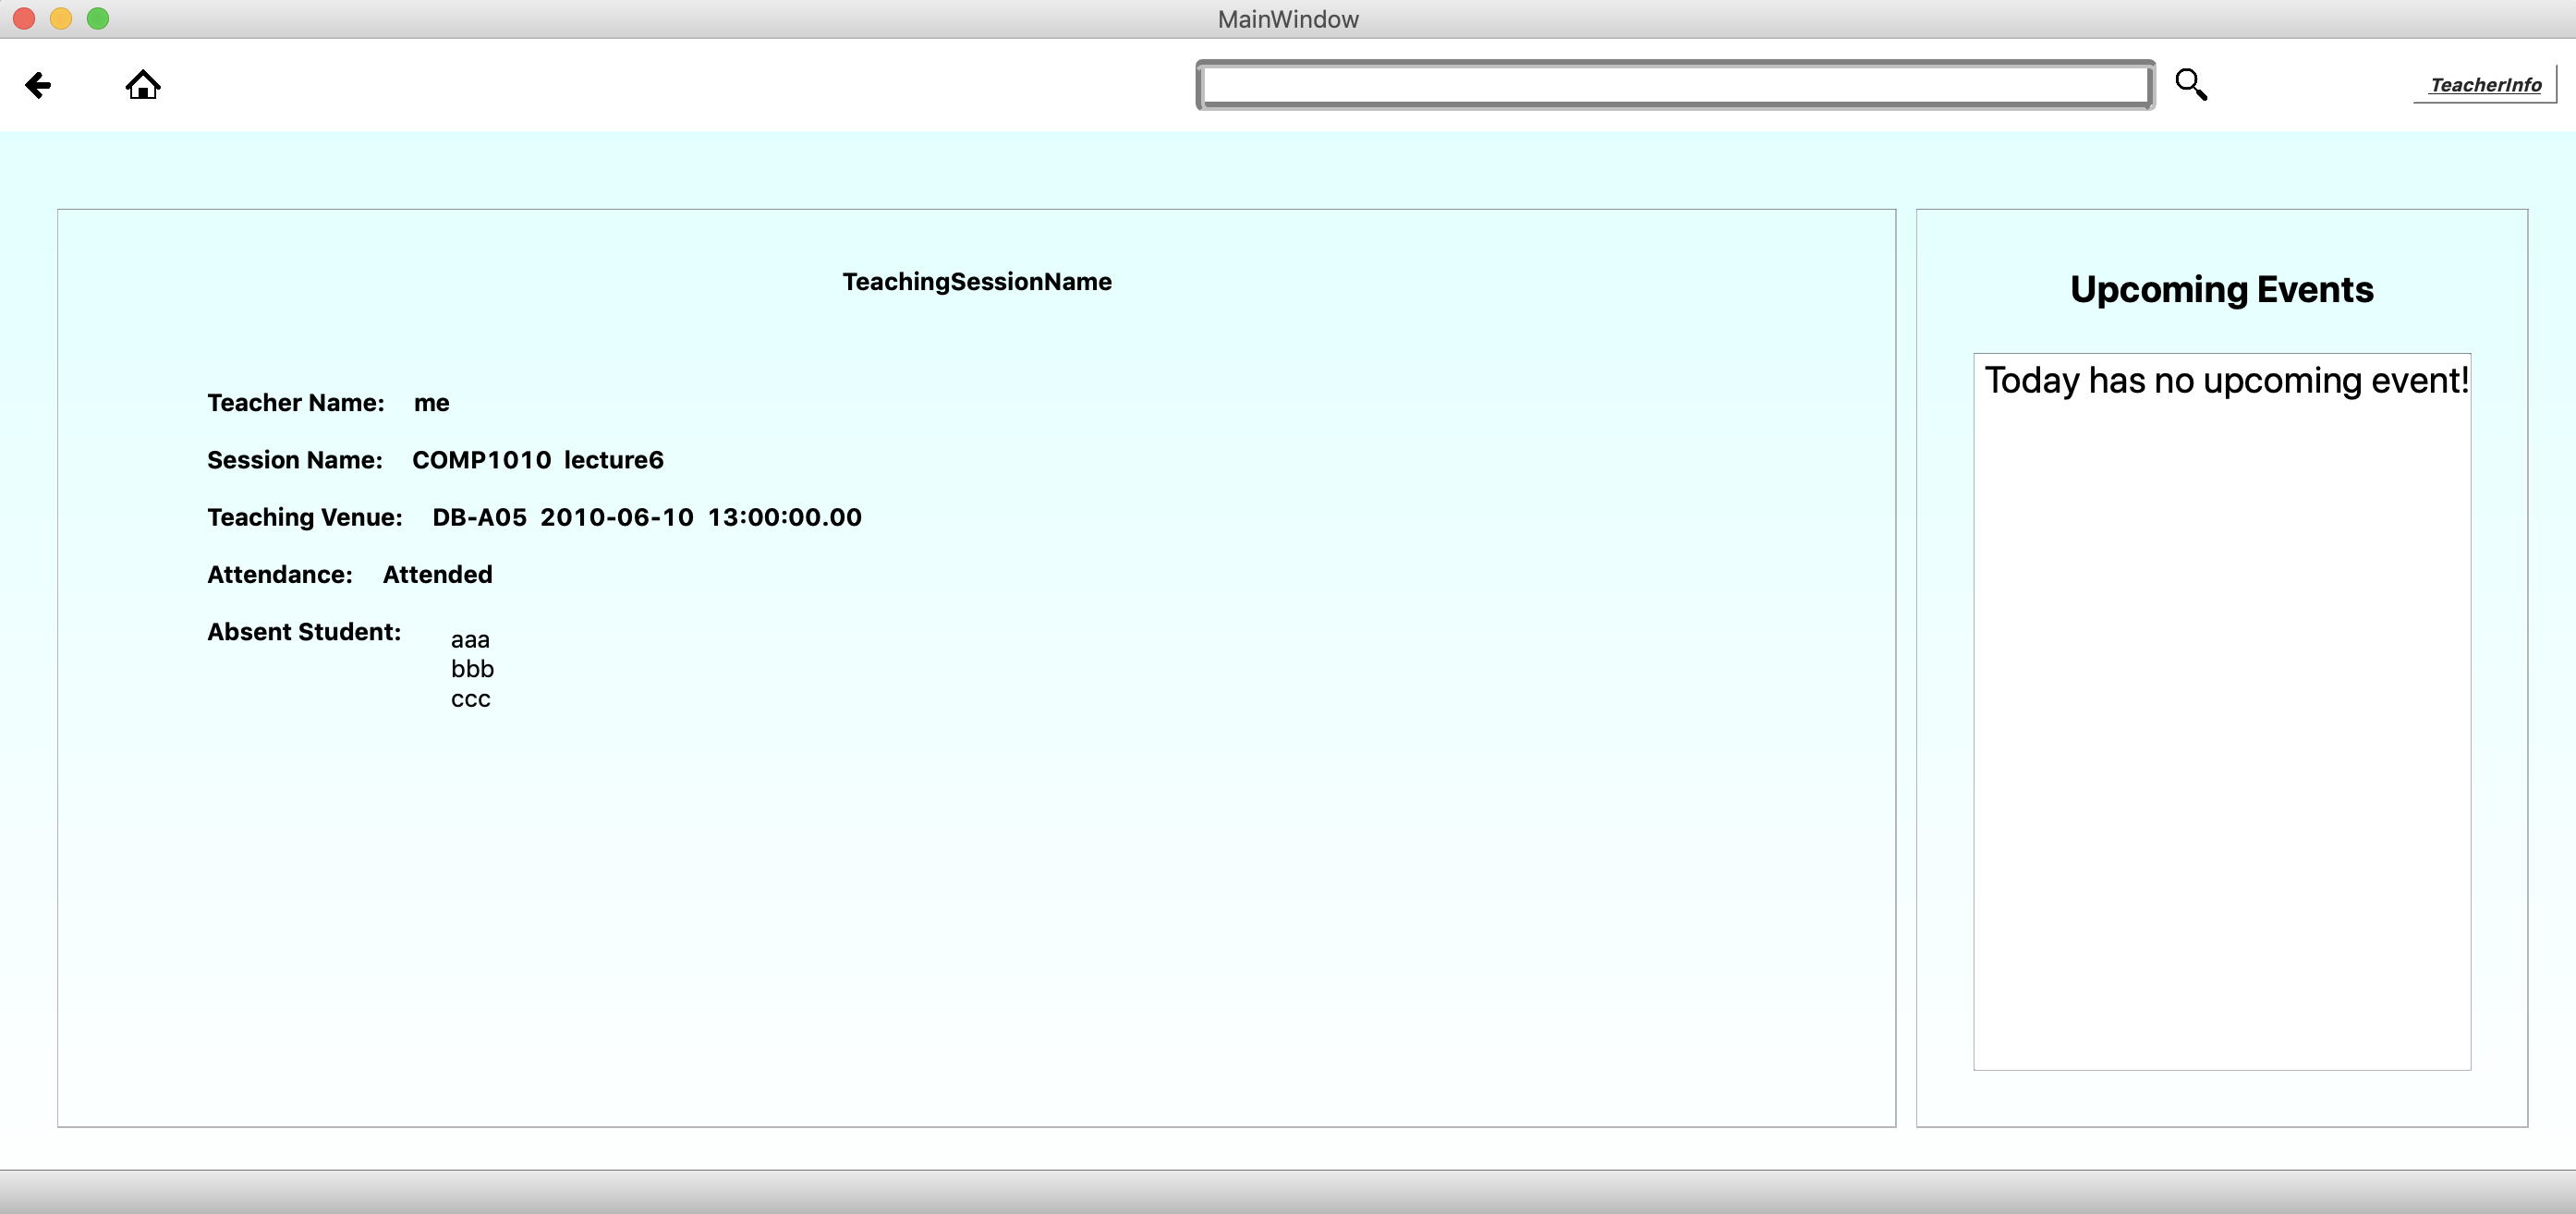 MainWindow
TeacherInfo
TeachingSessionName
Teacher Name: me
Session Name: COMP1010 lecture6
Teaching Venue: DB-A05 2010-06-10 13:00:00.00
Attendance: Attended
Absent Student:
aaa
bbb
ccc
Upcoming Events
Today has no upcoming event!